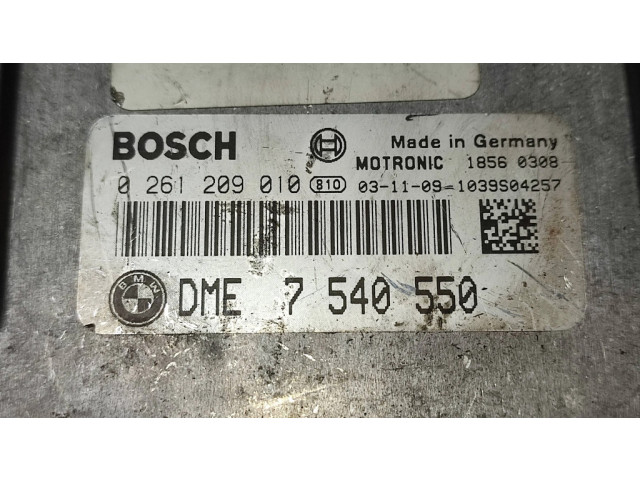 BOSCH Made in Germany
MOTRONIC 1856 0308
0 261 209 010 810 03-11-09-1039S04257
BMW DME 7 540 550